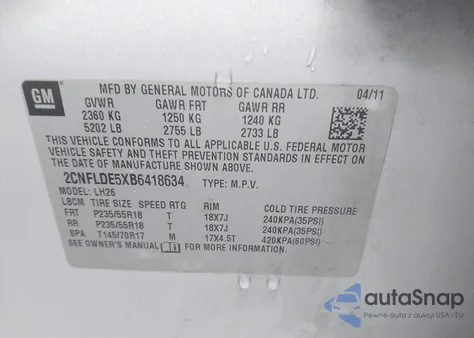 GM
MFD BY GENERAL MOTORS OF CANADA LTD. 04/11
GVWR GAWR FRT GAWR RR
2360 KG 1250 KG 1240 KG
5202 LB 2755 LB 2733 LB
THIS VEHICLE CONFORMS TO ALL APPLICABLE U.S. FEDERAL MOTOR
VEHICLE SAFETY AND THEFT PREVENTION STANDARDS IN EFFECT ON THE
DATE OF MANUFACTURE SHOWN ABOVE.
2CNFLDE5XB6418634 TYPE: M.P.V.
MODEL: LH26
LBCM TIRE SIZE SPEED RTG RIM COLD TIRE PRESSURE
FRT P235/55R18 T 18X7J 240KPA(35PSI)
RR P235/55R18 T 18X7J 240KPA(35PSI)
SPA T145/70R17 M 17X4.5T 420KPA(60PSI)
SEE OWNER'S MANUAL FOR MORE INFORMATION.
autoSnap
Pewne auto z aukcji USA i EU